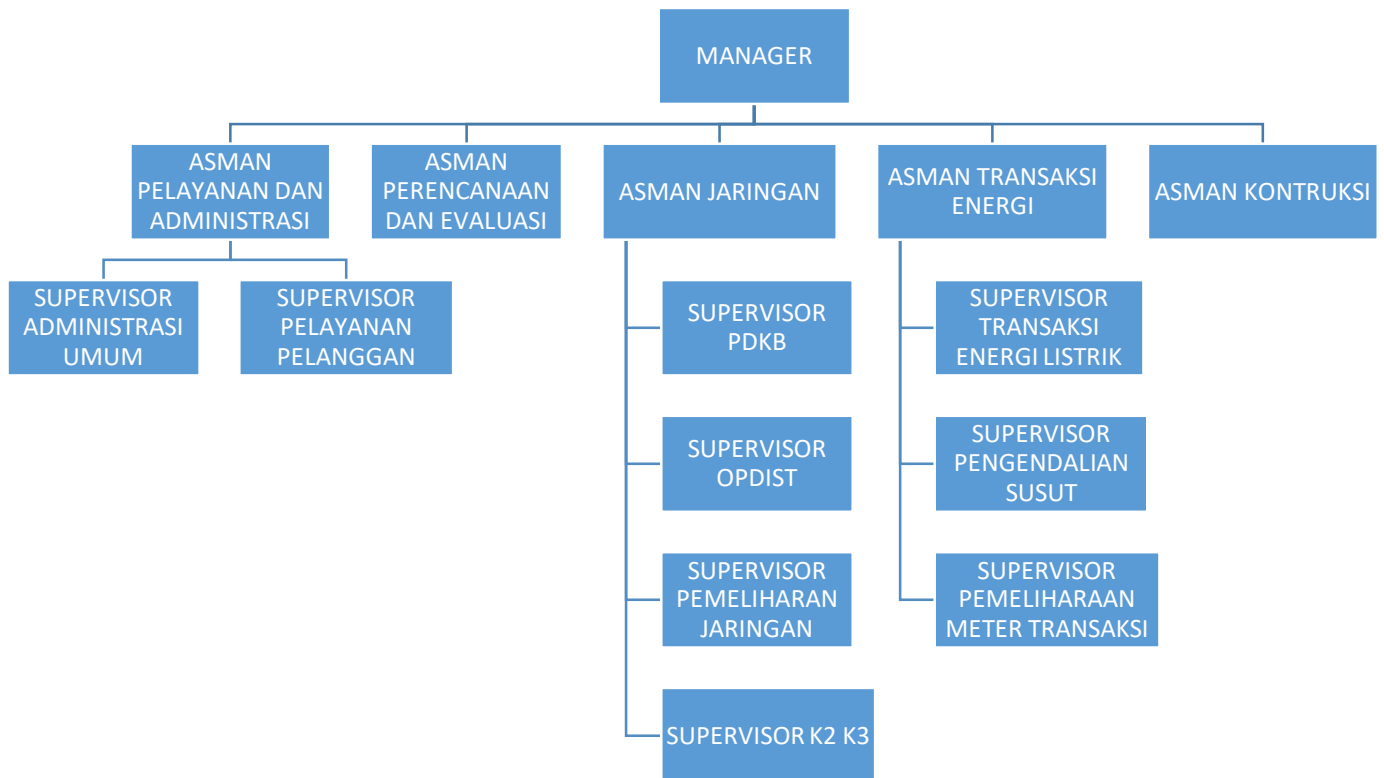 MANAGER
ASMAN
PELAYANAN DAN
ADMINISTRASI
ASMAN
PERENCANAAN
DAN EVALUASI
ASMAN JARINGAN
ASMAN TRANSAKSI
ENERGI
ASMAN KONTRUKSI
SUPERVISOR
ADMINISTRASI
UMUM
SUPERVISOR
PELAYANAN
PELANGGAN
SUPERVISOR
PDKB
SUPERVISOR
OPDIST
SUPERVISOR
PEMELIHARAN
JARINGAN
SUPERVISOR K2 K3
SUPERVISOR
TRANSAKSI
ENERGI LISTRIK
SUPERVISOR
PENGENDALIAN
SUSUT
SUPERVISOR
PEMELIHARAAN
METER TRANSAKSI